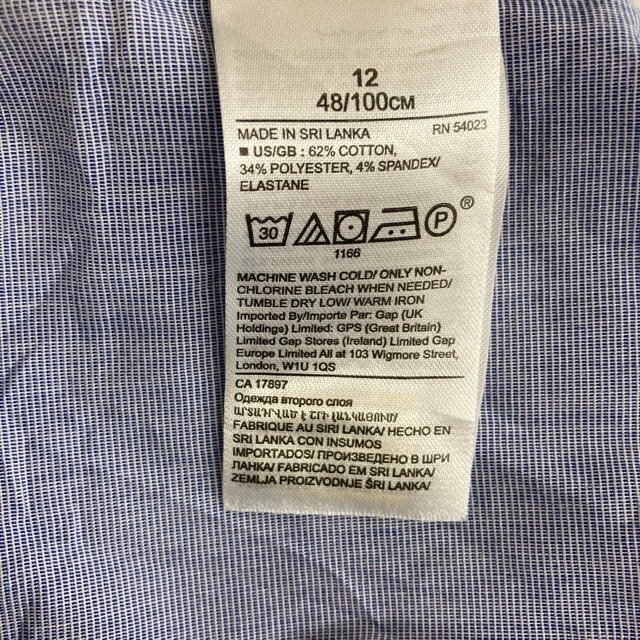 12
48/100CM
MADE IN SRI LANKA RN 54023
■ US/GB : 62% COTTON,
34% POLYESTER, 4% SPANDEX/
ELASTANE
30 P ®
1166
MACHINE WASH COLD/ ONLY NON-
CHLORINE BLEACH WHEN NEEDED/
TUMBLE DRY LOW/ WARM IRON
Imported By/Importe Par: Gap (UK
Holdings) Limited: GPS (Great Britain)
Limited Gap Stores (Ireland) Limited Gap
Europe Limited All at 103 Wigmore Street,
London, W1U 1QS
CA 17897
Одежда второго слоя
ԱՐՏԱԴՐՎԱԾ Է ՇՐԻ ԼԱՆԿԱՅՈՒՄ/
FABRIQUE AU SIRI LANKA/ HECHO EN
SRI LANKA CON INSUMOS
IMPORTADOS/ ПРОИЗВЕДЕНО В ШРИ
ЛАНКА/ FABRICADO EM SRI LANKA/
ZEMLJA PROIZVODNJE ŠRI LANKA/